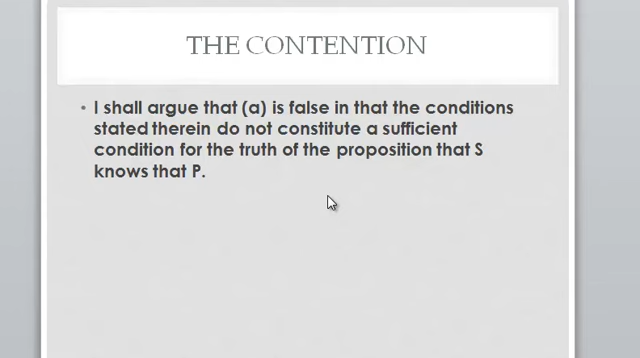 THE CONTENTION
• I shall argue that (a) is false in that the conditions
stated therein do not constitute a sufficient
condition for the truth of the proposition that S
knows that P.